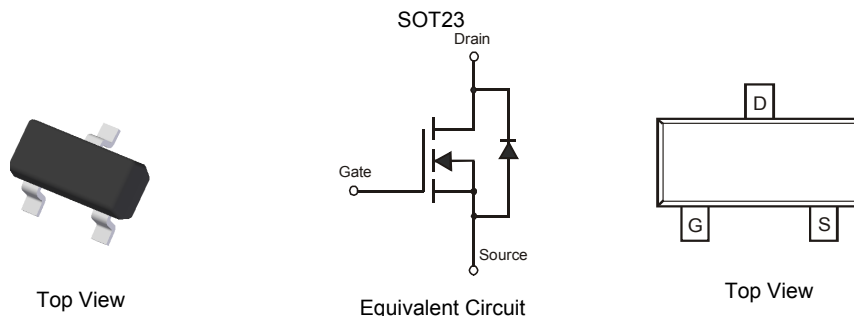 SOT23
Drain
D
Gate
G
S
Source
Top View
Equivalent Circuit
Top View